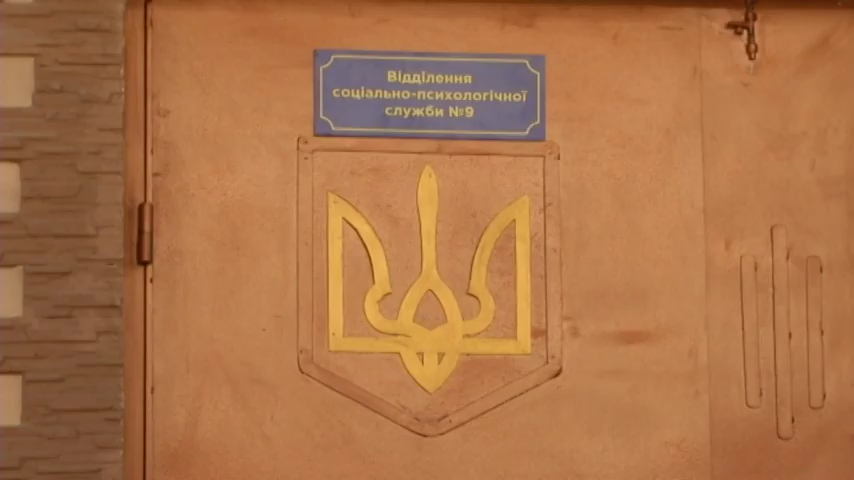 Відділення
соціально-психологічної
служби №9